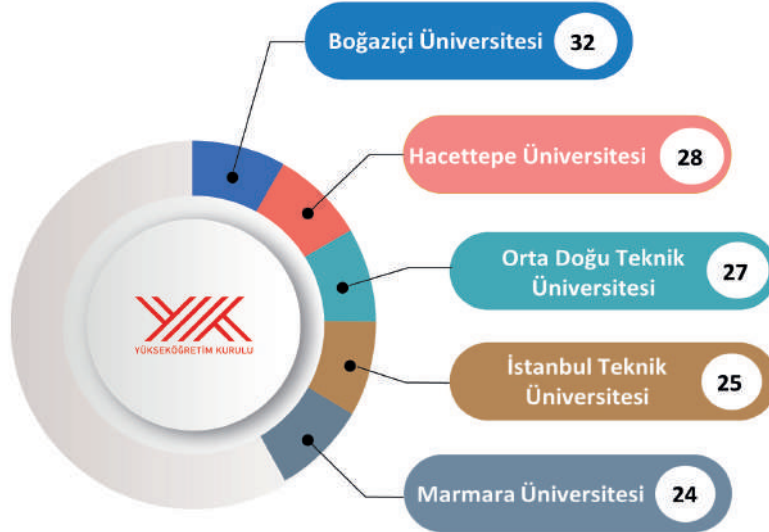 Boğaziçi Üniversitesi 32
Hacettepe Üniversitesi 28
Orta Doğu Teknik
Üniversitesi 27
YÜKSEKÖĞRETİM KURULU
İstanbul Teknik
Üniversitesi 25
Marmara Üniversitesi 24